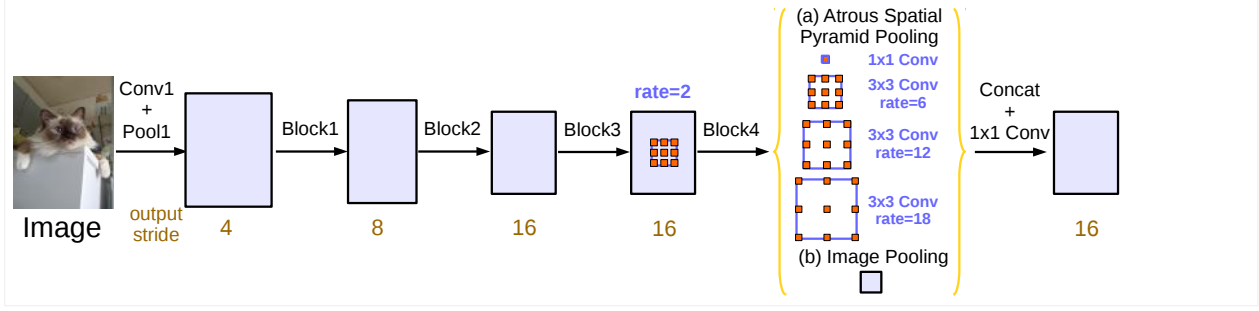 Image
Conv1
+
Pool1
output
stride
4
Block1
8
Block2
16
Block3
rate=2
16
Block4
(a) Atrous Spatial
Pyramid Pooling
1x1 Conv
3x3 Conv
rate=6
3x3 Conv
rate=12
3x3 Conv
rate=18
(b) Image Pooling
Concat
+
1x1 Conv
16